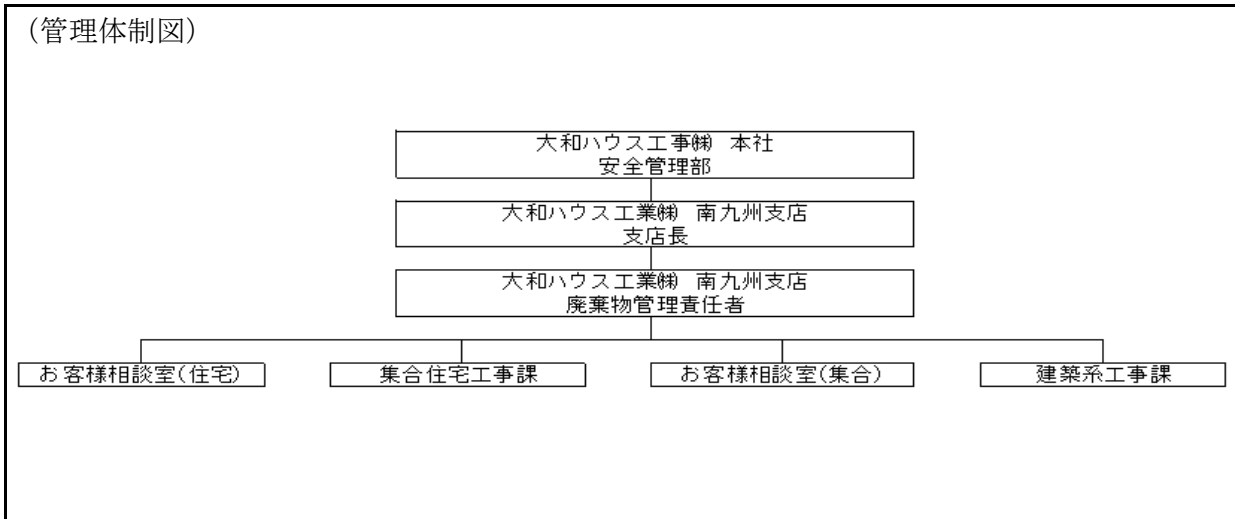 (管理体制図)
大和ハウス工事㈱ 本社
安全管理部
大和ハウス工業㈱ 南九州支店
支店長
大和ハウス工業㈱ 南九州支店
廃棄物管理責任者
お客様相談室(住宅)
集合住宅工事課
お客様相談室(集合)
建築系工事課